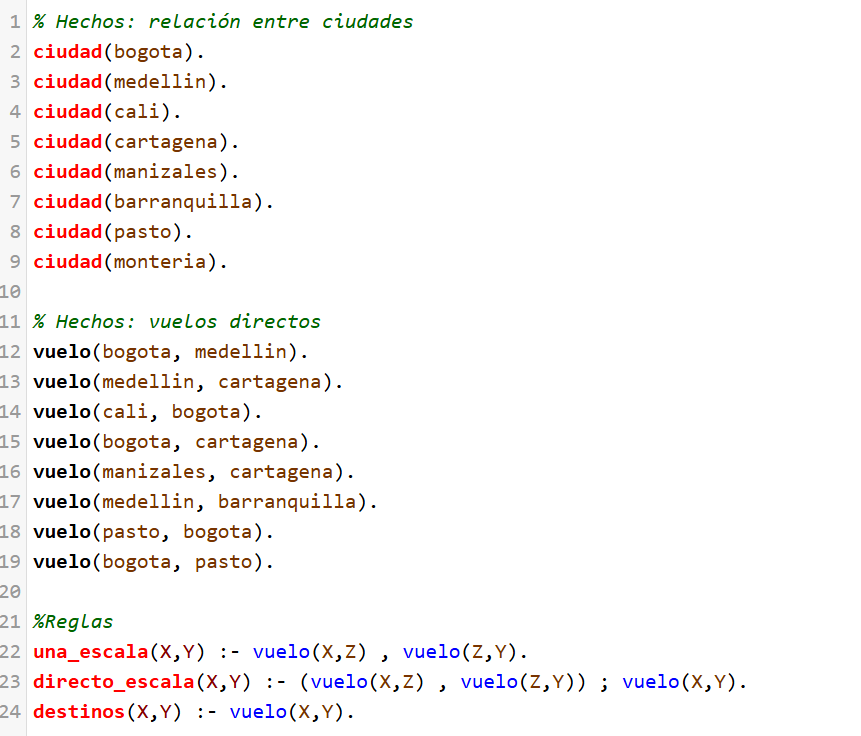 1 % Hechos: relación entre ciudades
2 ciudad(bogota).
3 ciudad(medellin).
4 ciudad(cali).
5 ciudad(cartagena).
6 ciudad(manizales).
7 ciudad(barranquilla).
8 ciudad(pasto).
9 ciudad(monteria).
10
11 % Hechos: vuelos directos
12 vuelo(bogota, medellin).
13 vuelo(medellin, cartagena).
14 vuelo(cali, bogota).
15 vuelo(bogota, cartagena).
16 vuelo(manizales, cartagena).
17 vuelo(medellin, barranquilla).
18 vuelo(pasto, bogota).
19 vuelo(bogota, pasto).
20
21 %Reglas
22 una_escala(X,Y) :- vuelo(X,Z) , vuelo(Z,Y).
23 directo_escala(X,Y) :- (vuelo(X,Z) , vuelo(Z,Y)) ; vuelo(X,Y).
24 destinos(X,Y) :- vuelo(X,Y).